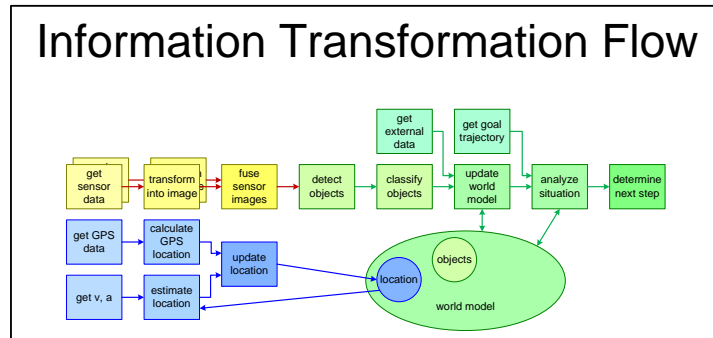 Information Transformation Flow
get
external
data
get goal
trajectory
get
sensor
data
transform
into image
fuse
sensor
images
detect
objects
classify
objects
update
world
model
analyze
situation
determine
next step
get GPS
data
calculate
GPS
location
update
location
get v, a
estimate
location
objects
location
world model